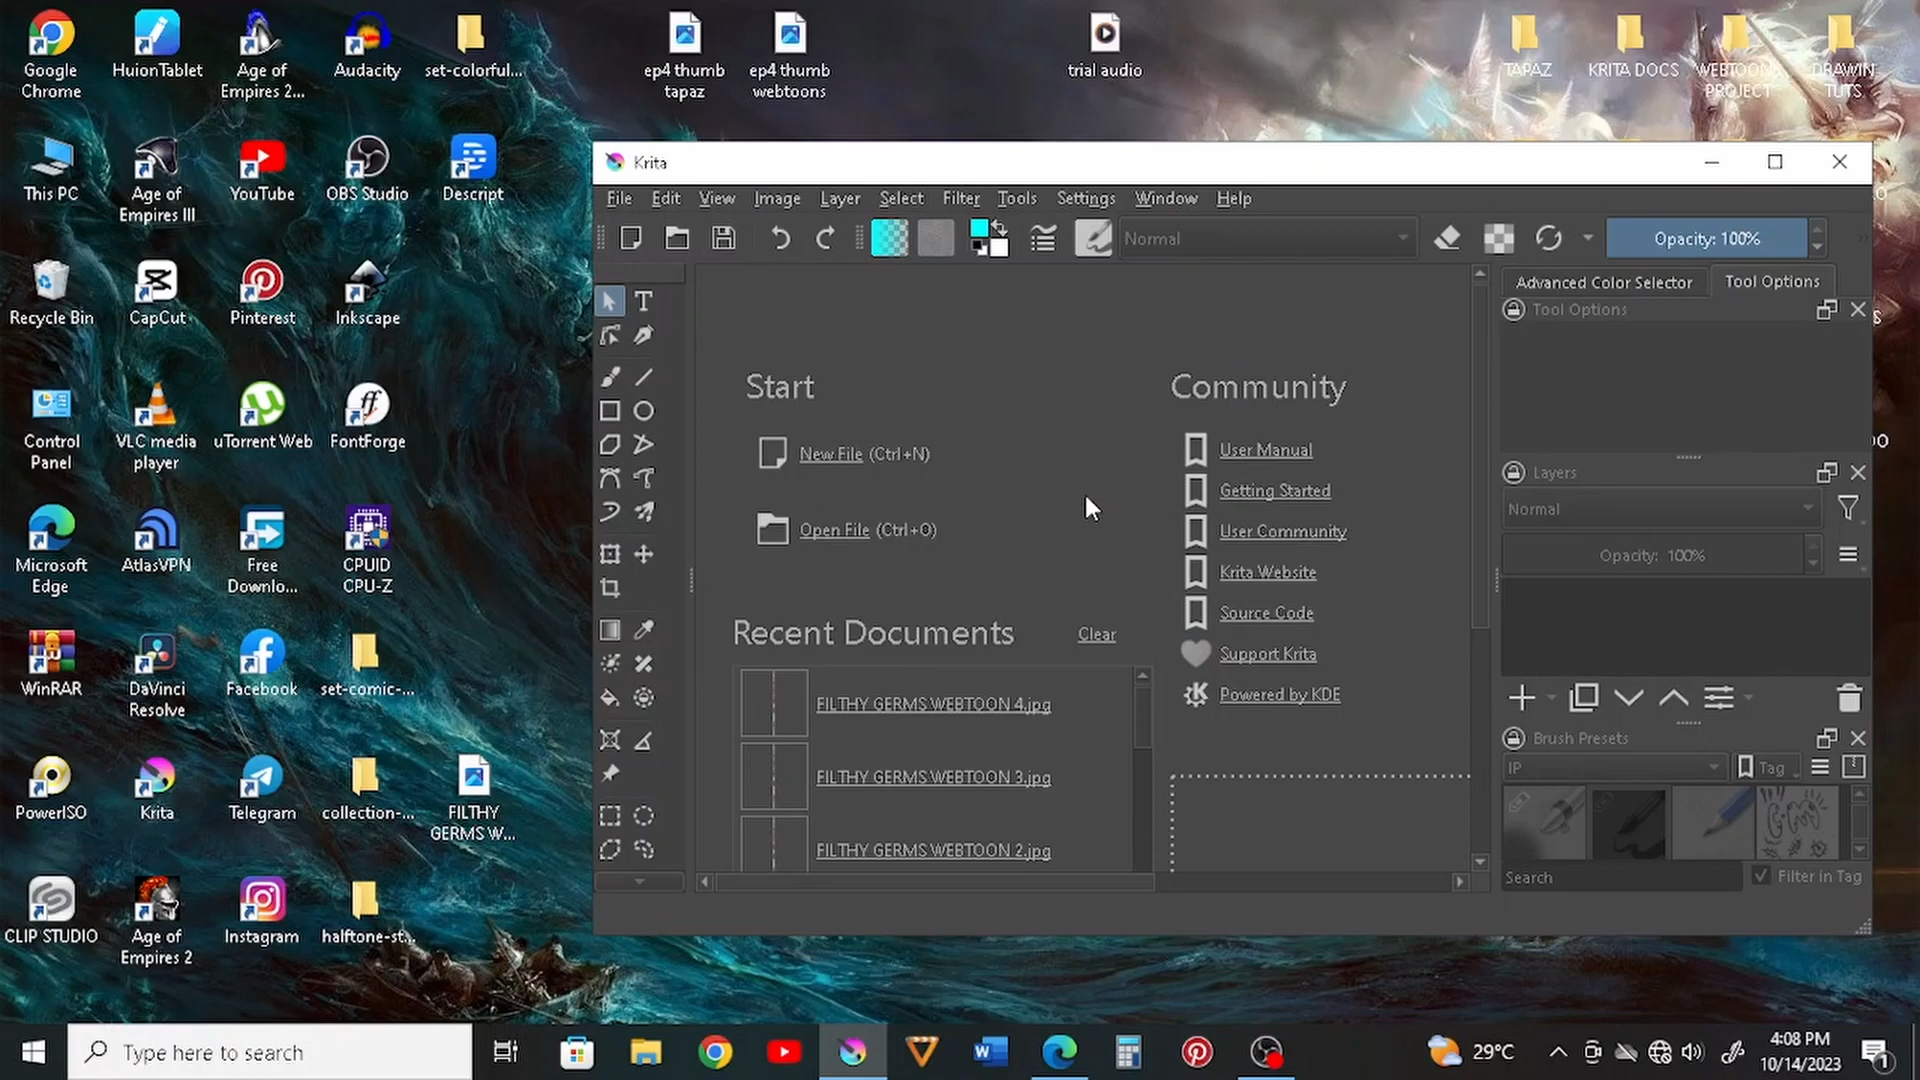 Google
Chrome
HuionTablet
Age of
Empires 2...
Audacity
set-colorful...
ep4 thumb
tapaz
ep4 thumb
webtoons
trial audio
TAPAZ
KRITA DOCS
WEBTOONS
PROJECT
DRAWIN
TUTS
This PC
Age of
Empires III
YouTube
OBS Studio
Descript
Recycle Bin
CapCut
Pinterest
Inkscape
Control
Panel
VLC media
player
uTorrent Web
FontForge
Microsoft
Edge
AtlasVPN
Free
Downlo...
CPUID
CPU-Z
WinRAR
DaVinci
Resolve
Facebook
set-comic-...
PowerISO
Krita
Telegram
collection-...
FILTHY
GERMS W...
CLIP STUDIO
Age of
Empires 2
Instagram
halftone-st...
Krita
File Edit View Image Layer Select Filter Tools Settings Window Help
Normal
Opacity: 100%
Start
New File (Ctrl+N)
Open File (Ctrl+O)
Recent Documents
Clear
FILTHY GERMS WEBTOON 4.jpg
FILTHY GERMS WEBTOON 3.jpg
FILTHY GERMS WEBTOON 2.jpg
Community
User Manual
Getting Started
User Community
Krita Website
Source Code
Support Krita
Powered by KDE
Advanced Color Selector
Tool Options
Tool Options
Layers
Normal
Opacity: 100%
Brush Presets
IP
Tag
Search
Filter in Tag
Type here to search
29°C
4:08 PM
10/14/2023
1